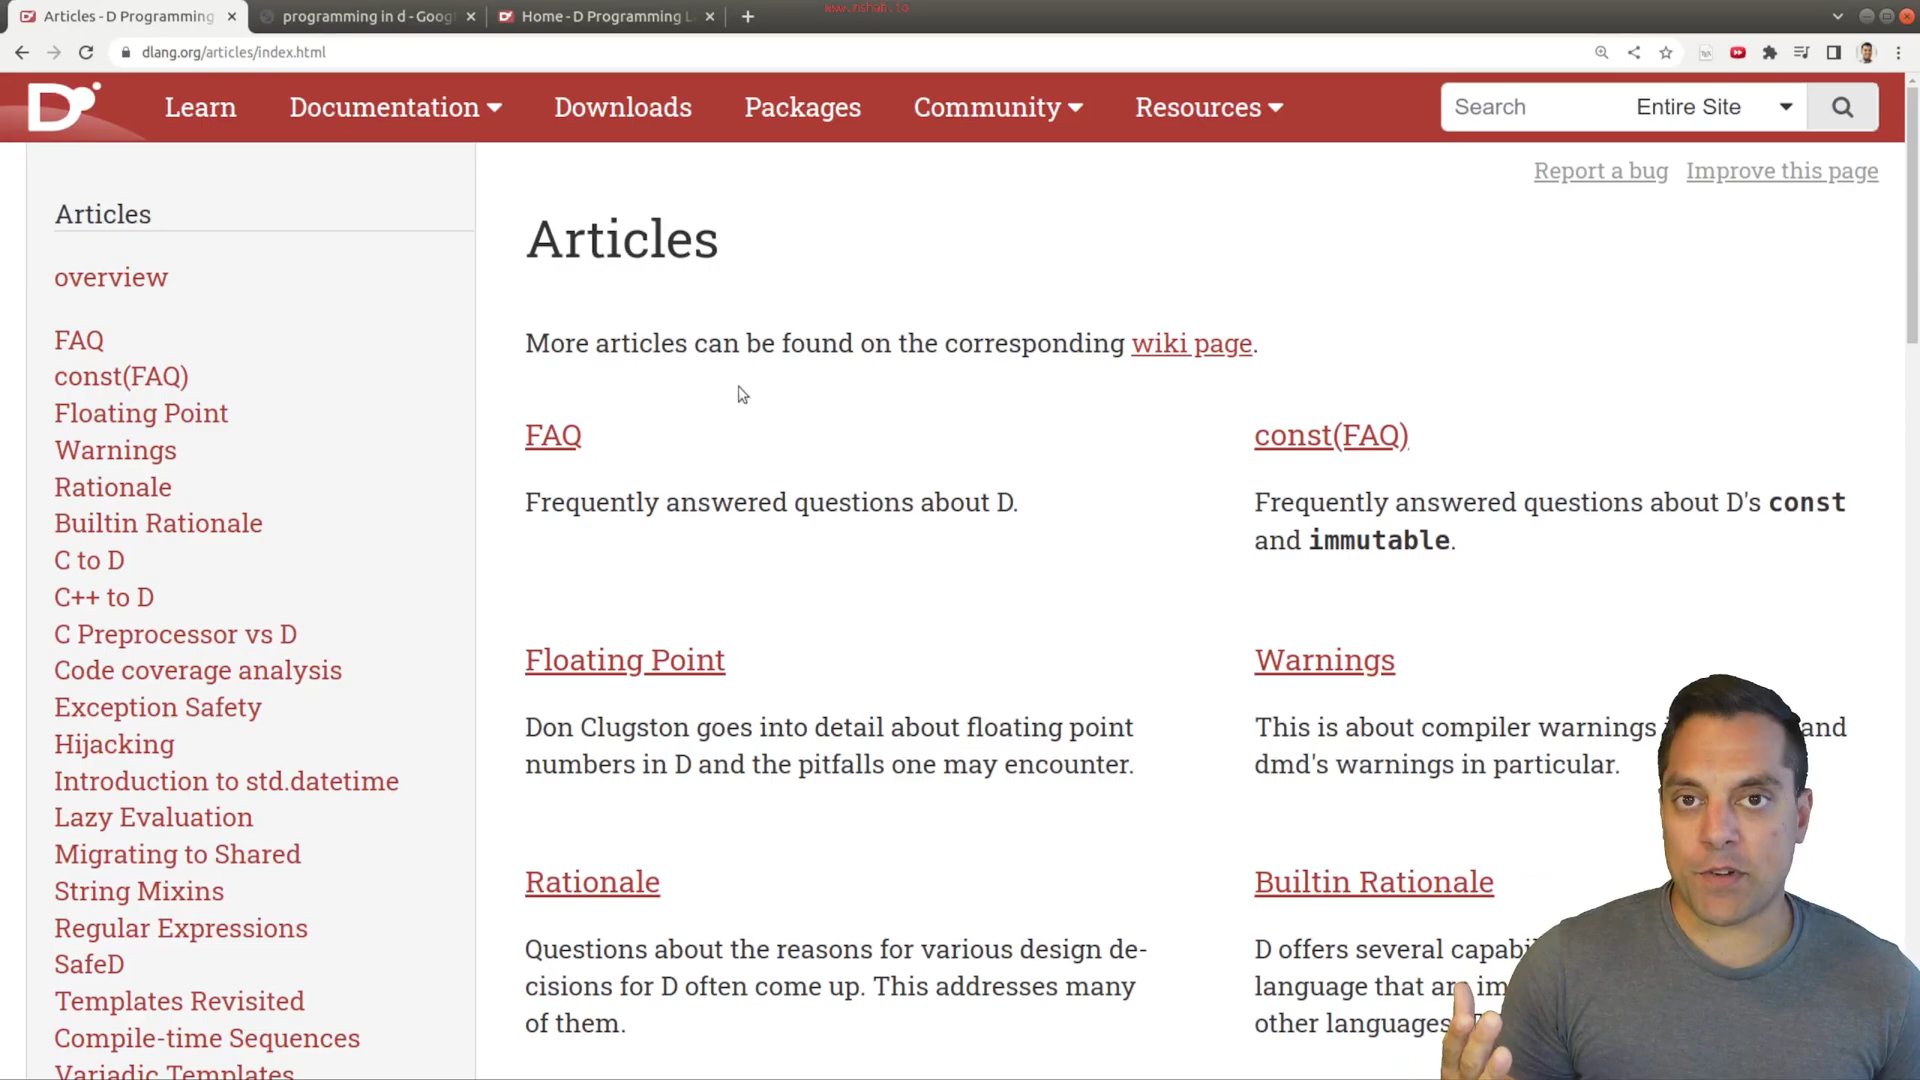 Articles - D Programming
programming in d - Goog
Home - D Programming L
www.mshab.to
dlang.org/articles/index.html
D
Learn
Documentation
Downloads
Packages
Community
Resources
Search
Entire Site
Report a bug
Improve this page
Articles
overview
FAQ
const(FAQ)
Floating Point
Warnings
Rationale
Builtin Rationale
C to D
C++ to D
C Preprocessor vs D
Code coverage analysis
Exception Safety
Hijacking
Introduction to std.datetime
Lazy Evaluation
Migrating to Shared
String Mixins
Regular Expressions
SafeD
Templates Revisited
Compile-time Sequences
Variadic Templates
Articles
More articles can be found on the corresponding wiki page.
FAQ
Frequently answered questions about D.
const(FAQ)
Frequently answered questions about D's const
and immutable.
Floating Point
Don Clugston goes into detail about floating point
numbers in D and the pitfalls one may encounter.
Warnings
This is about compiler warnings and
dmd's warnings in particular.
Rationale
Questions about the reasons for various design de-
cisions for D often come up. This addresses many
of them.
Builtin Rationale
D offers several capabi
language that are im
other languages